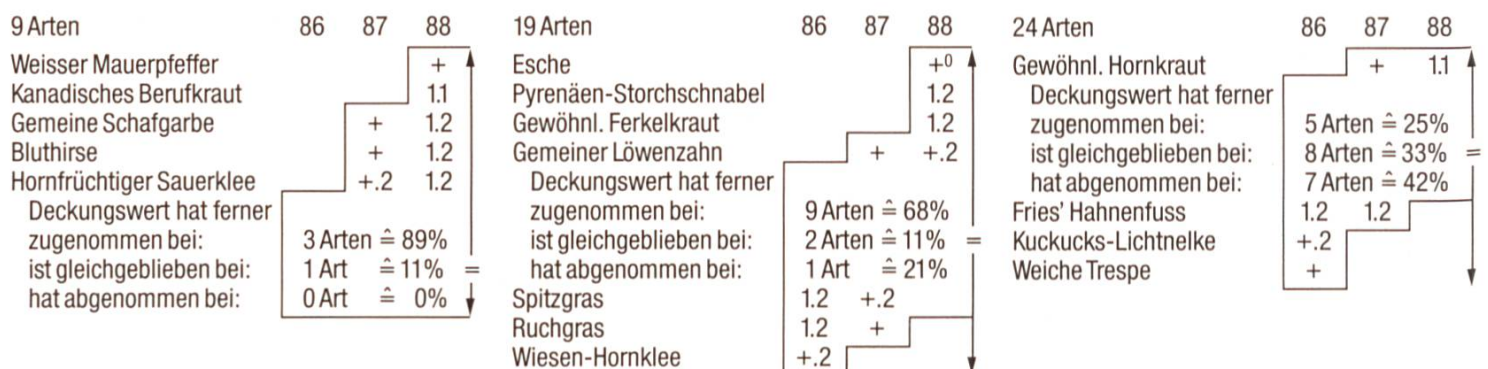 9 Arten 86 87 88
Weisser Mauerpfeffer +
Kanadisches Berufkraut 1.1
Gemeine Schafgarbe + 1.2
Bluthirse + 1.2
Hornfrüchtiger Sauerklee +.2 1.2
Deckungswert hat ferner
zugenommen bei: 3 Arten ≙ 89%
ist gleichgeblieben bei: 1 Art ≙ 11% =
hat abgenommen bei: 0 Art ≙ 0%
19 Arten 86 87 88
Esche +⁰
Pyrenäen-Storchschnabel 1.2
Gewöhnl. Ferkelkraut 1.2
Gemeiner Löwenzahn + +.2
Deckungswert hat ferner
zugenommen bei: 9 Arten ≙ 68%
ist gleichgeblieben bei: 2 Arten ≙ 11% =
hat abgenommen bei: 1 Art ≙ 21%
Spitzgras 1.2 +.2
Ruchgras 1.2 +
Wiesen-Hornklee +.2
24 Arten 86 87 88
Gewöhnl. Hornkraut + 1.1
Deckungswert hat ferner
zugenommen bei: 5 Arten ≙ 25%
ist gleichgeblieben bei: 8 Arten ≙ 33% =
hat abgenommen bei: 7 Arten ≙ 42%
Fries' Hahnenfuss 1.2 1.2
Kuckucks-Lichtnelke +.2
Weiche Trespe +